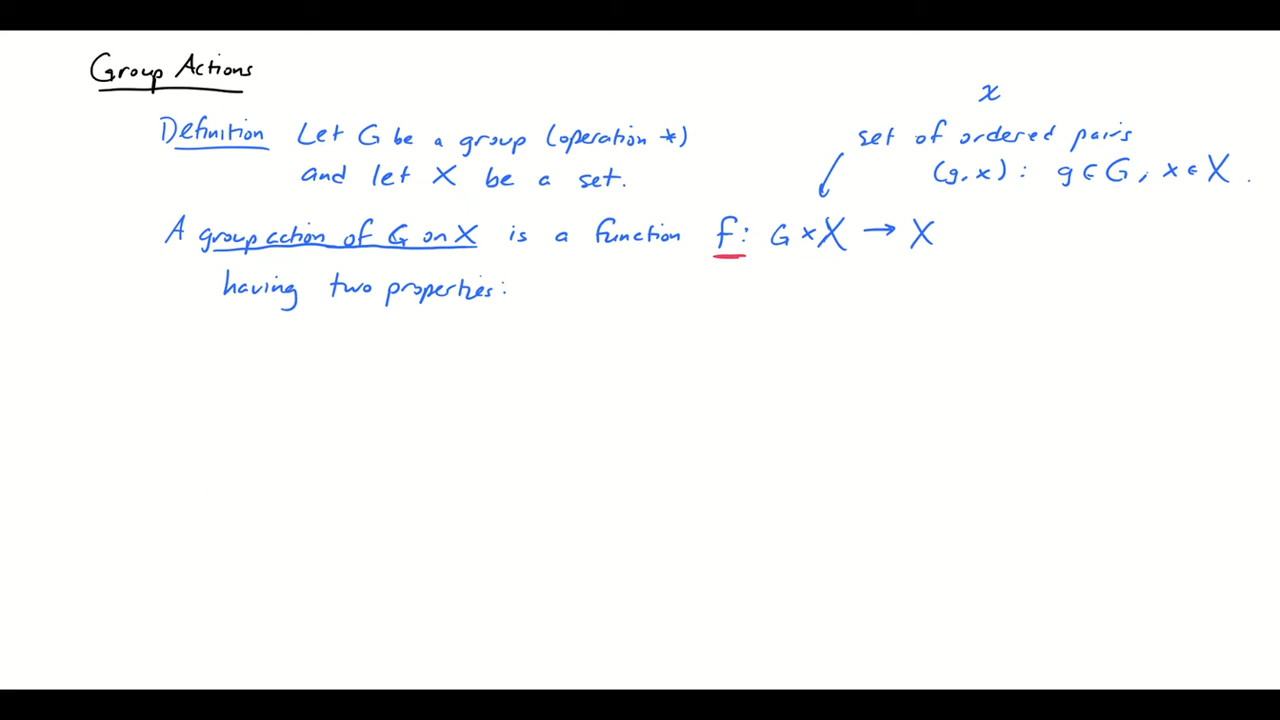 Group Actions
x
Definition Let G be a group (operation *)
set of ordered pairs
and let X be a set.
(g,x): g∈G, x∈X.
A group action of G on X is a function f: G×X → X
having two properties: